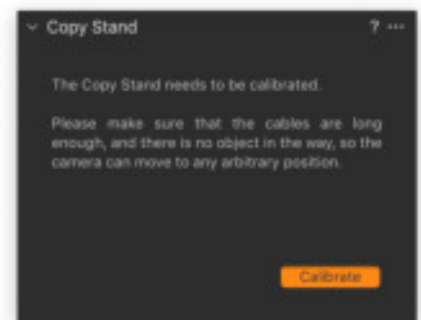 Copy Stand ? ...
The Copy Stand needs to be calibrated.
Please make sure that the cables are long
enough, and there is no object in the way, so the
camera can move to any arbitrary position.
Calibrate